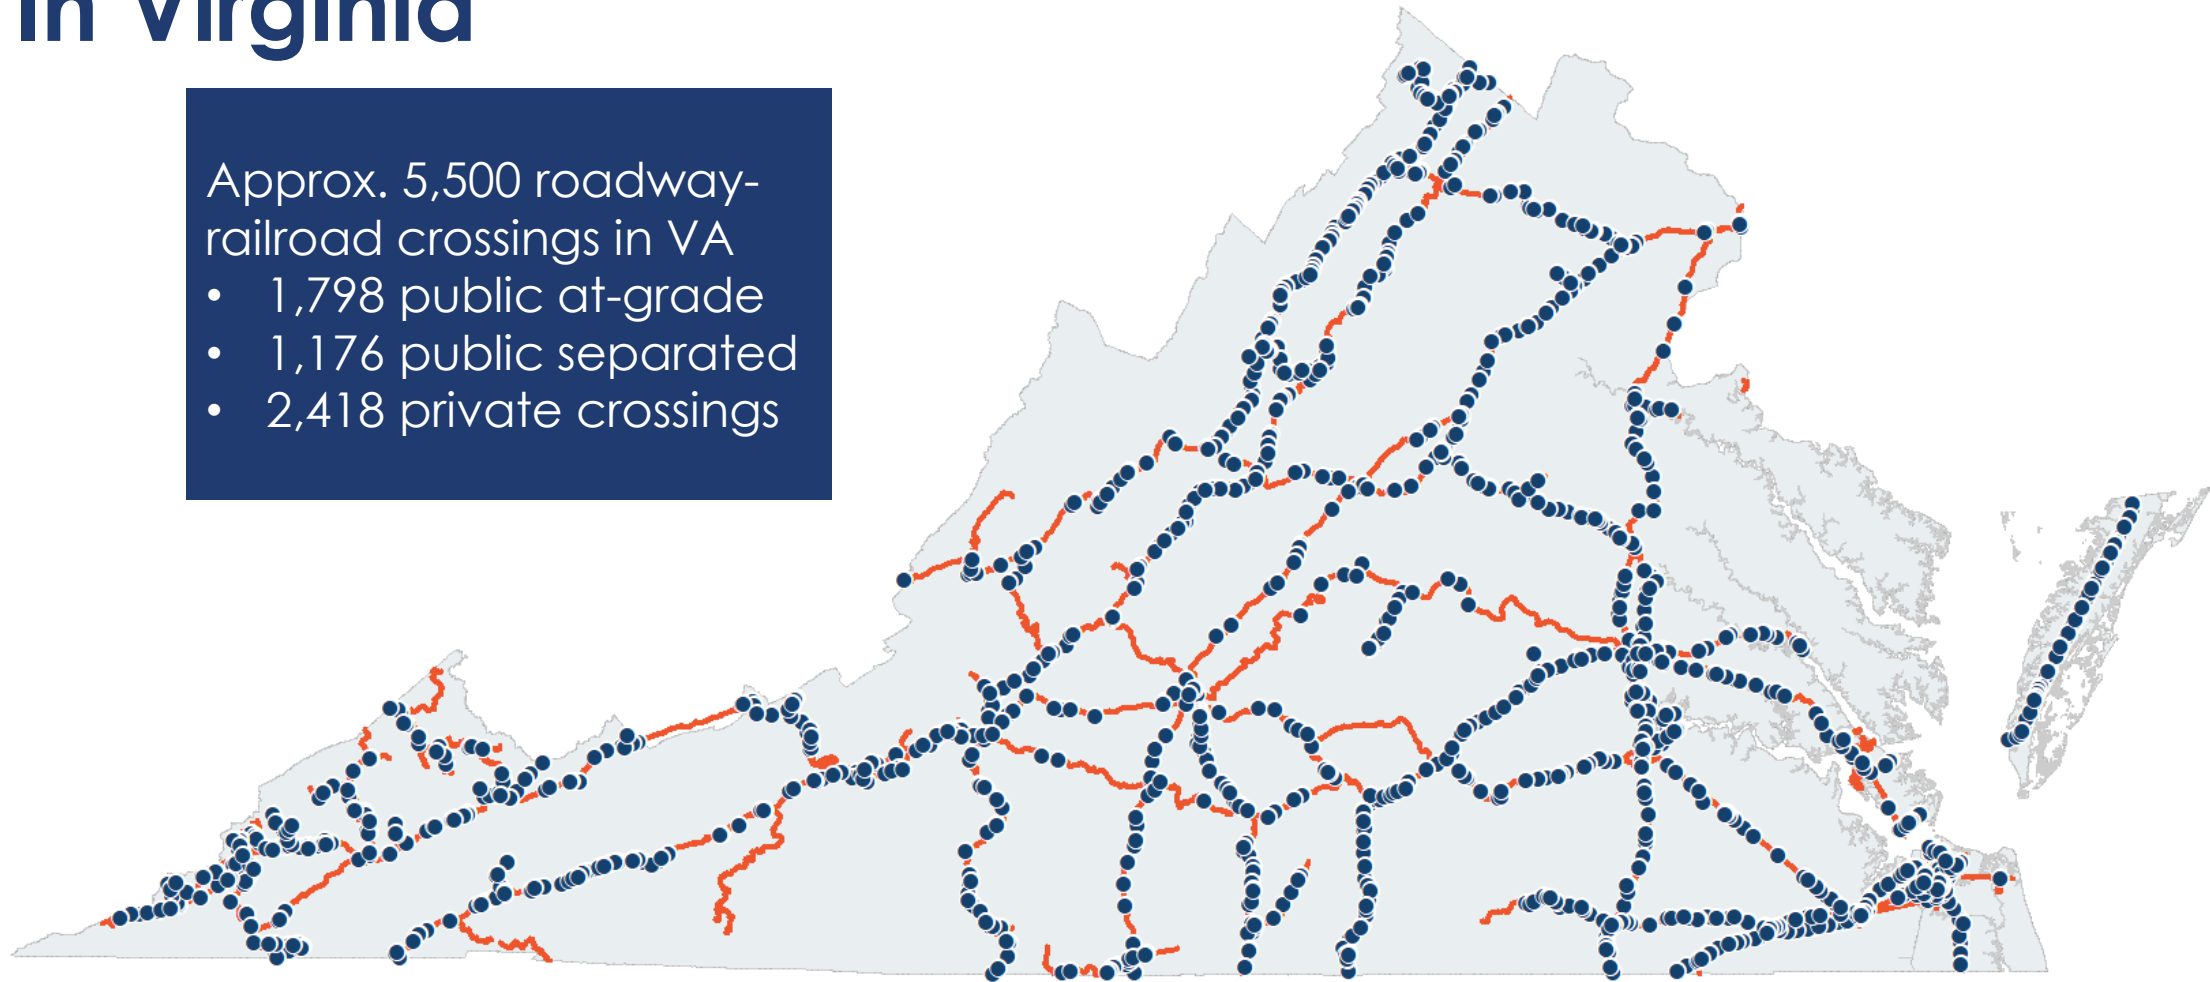 in Virginia
Approx. 5,500 roadway-
railroad crossings in VA
• 1,798 public at-grade
• 1,176 public separated
• 2,418 private crossings